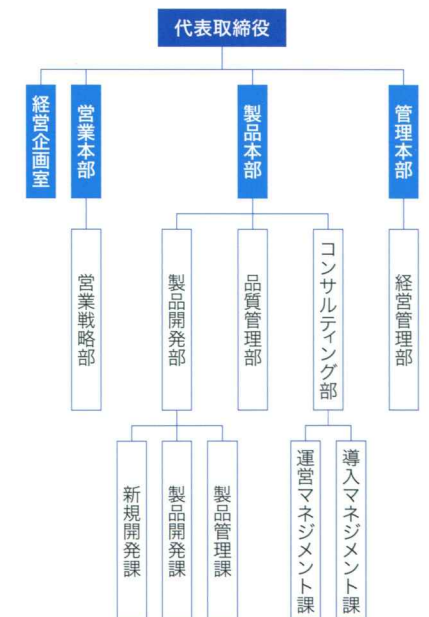 代表取締役
経営企画室
営業本部
製品本部
管理本部
営業戦略部
製品開発部
品質管理部
コンサルティング部
経営管理部
新規開発課
製品開発課
製品管理課
運営マネジメント課
導入マネジメント課